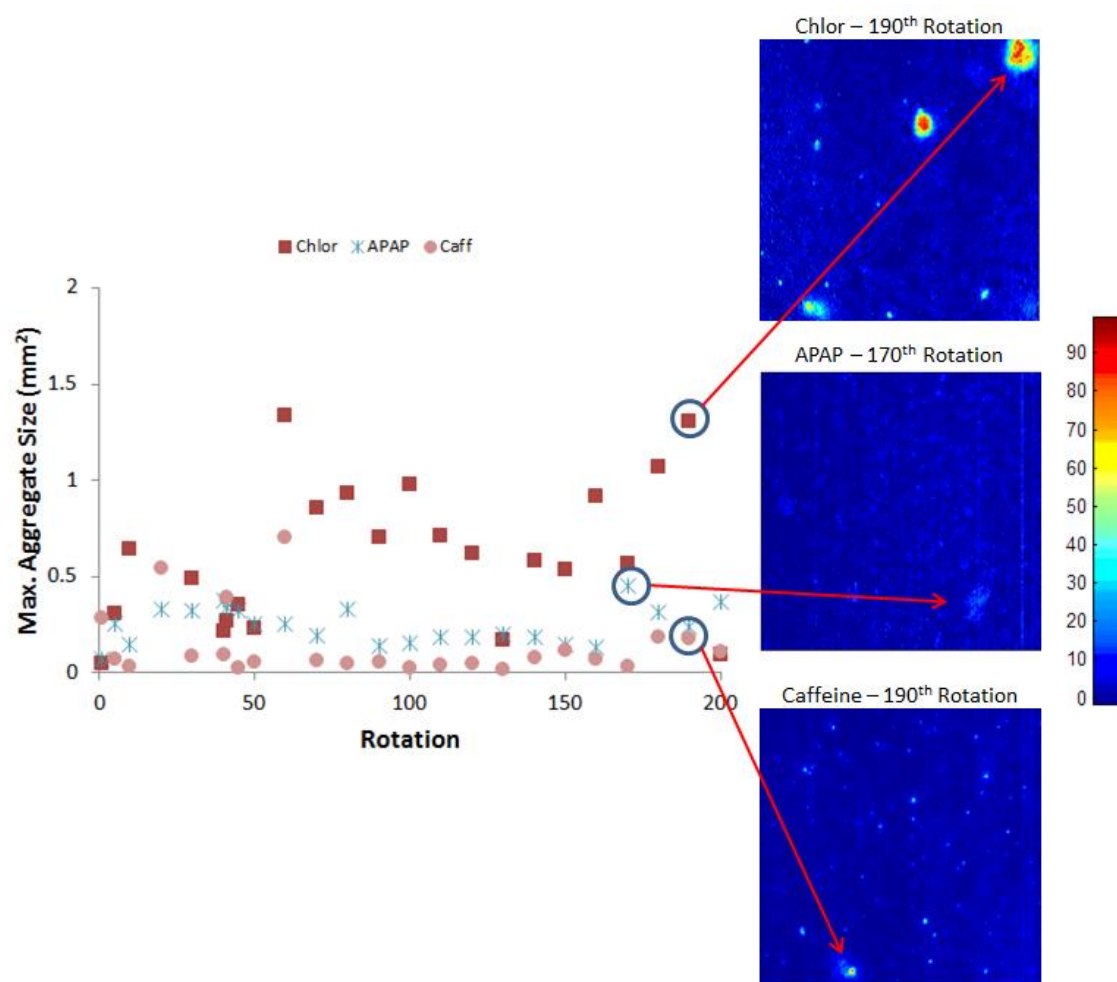 Chlor – 190th Rotation
Chlor APAP Caff
2
1.5
1
0.5
0
Max. Aggregate Size (mm²)
0 50 100 150 200
Rotation
APAP – 170th Rotation
90
80
70
60
50
40
30
20
10
0
Caffeine – 190th Rotation